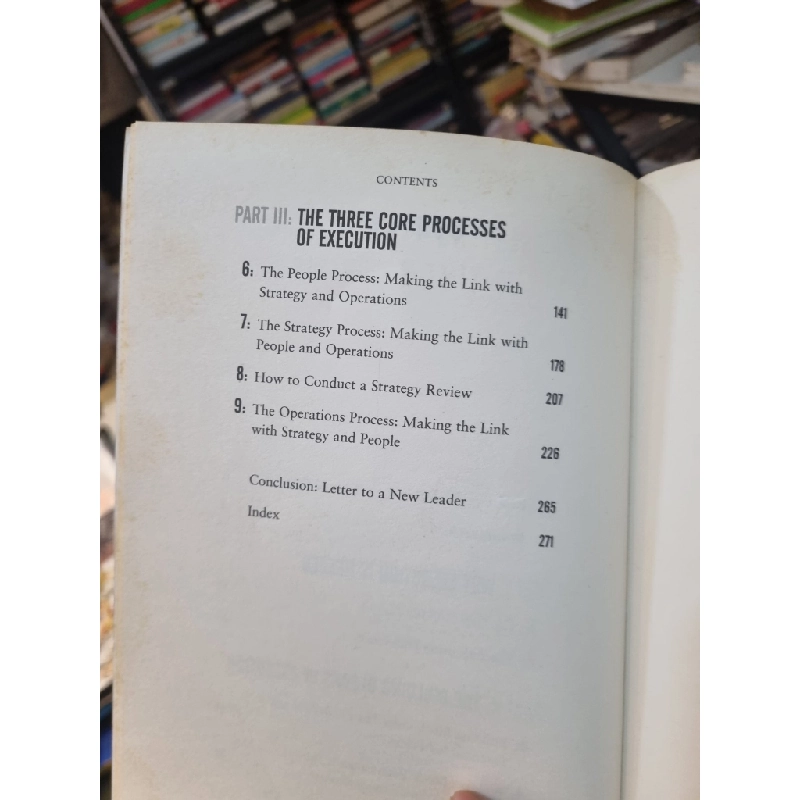 CONTENTS
PART III: THE THREE CORE PROCESSES
OF EXECUTION
6: The People Process: Making the Link with
Strategy and Operations
141
7: The Strategy Process: Making the Link with
People and Operations
178
8: How to Conduct a Strategy Review
207
9: The Operations Process: Making the Link
with Strategy and People
226
Conclusion: Letter to a New Leader
265
Index
271